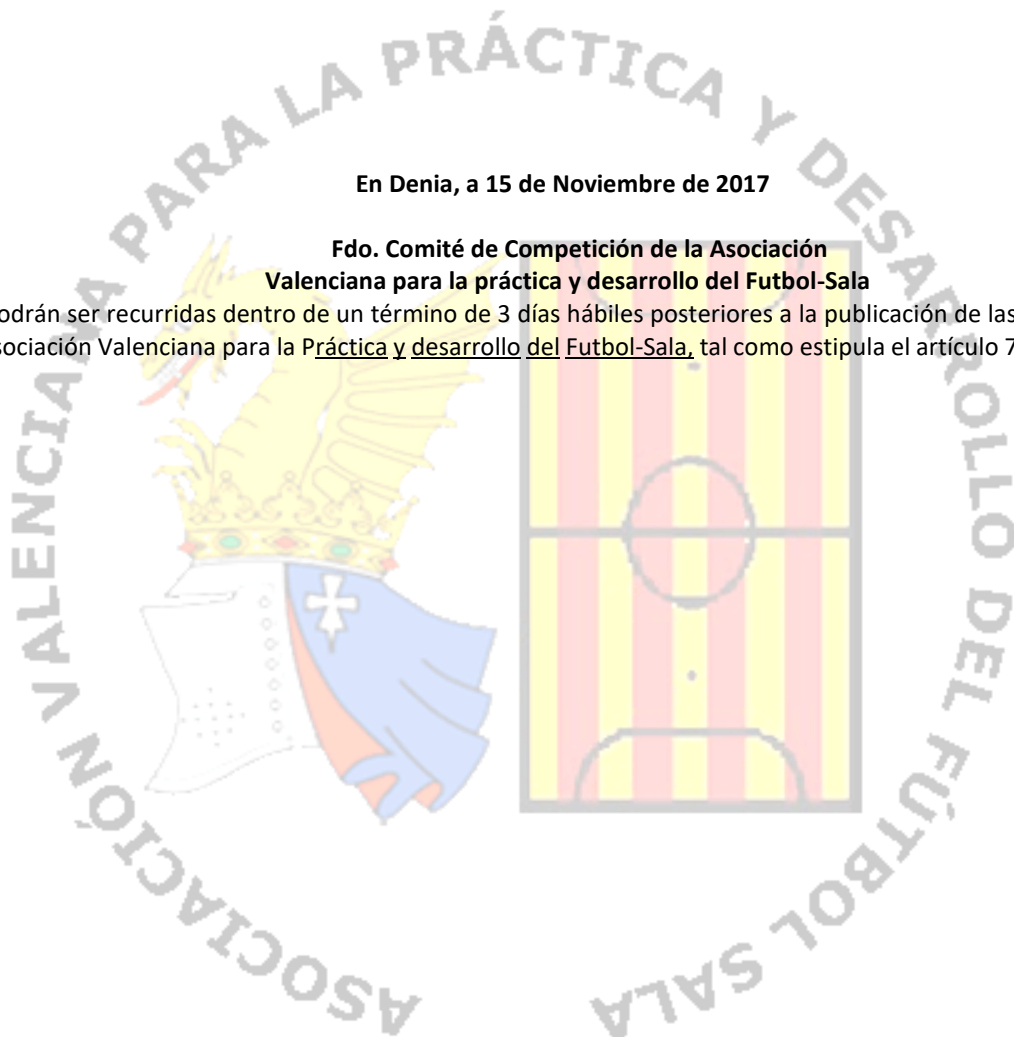 ASOCIACIÓN VALENCIANA PARA LA PRÁCTICA Y DESARROLLO DEL FÚTBOL SALA
En Denia, a 15 de Noviembre de 2017
Fdo. Comité de Competición de la Asociación
Valenciana para la práctica y desarrollo del Futbol-Sala
odrán ser recurridas dentro de un término de 3 días hábiles posteriores a la publicación de las
sociación Valenciana para la Práctica y desarrollo del Futbol-Sala, tal como estipula el artículo 7